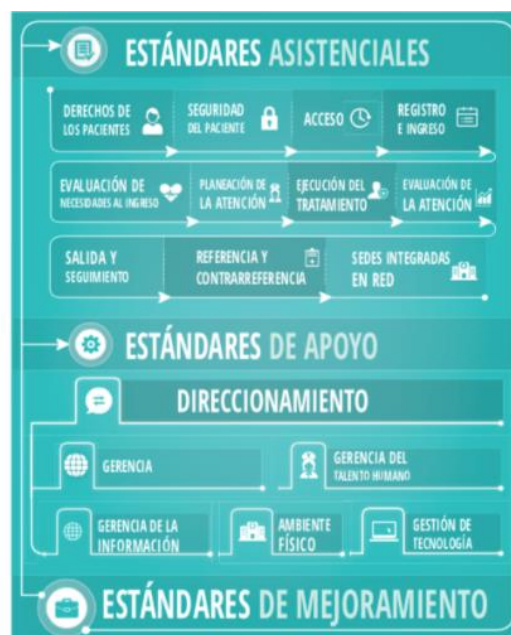 ESTÁNDARES ASISTENCIALES
DERECHOS DE
LOS PACIENTES
SEGURIDAD
DEL PACIENTE
ACCESO
REGISTRO
E INGRESO
EVALUACIÓN DE
NECESIDADES AL INGRESO
PLANEACIÓN DE
LA ATENCIÓN
EJECUCIÓN DEL
TRATAMIENTO
EVALUACIÓN DE
LA ATENCIÓN
SALIDA Y
SEGUIMIENTO
REFERENCIA Y
CONTRARREFERENCIA
SEDES INTEGRADAS
EN RED
ESTÁNDARES DE APOYO
DIRECCIONAMIENTO
GERENCIA
GERENCIA DEL
TALENTO HUMANO
GERENCIA DE LA
INFORMACIÓN
AMBIENTE
FÍSICO
GESTIÓN DE
TECNOLOGÍA
ESTÁNDARES DE MEJORAMIENTO